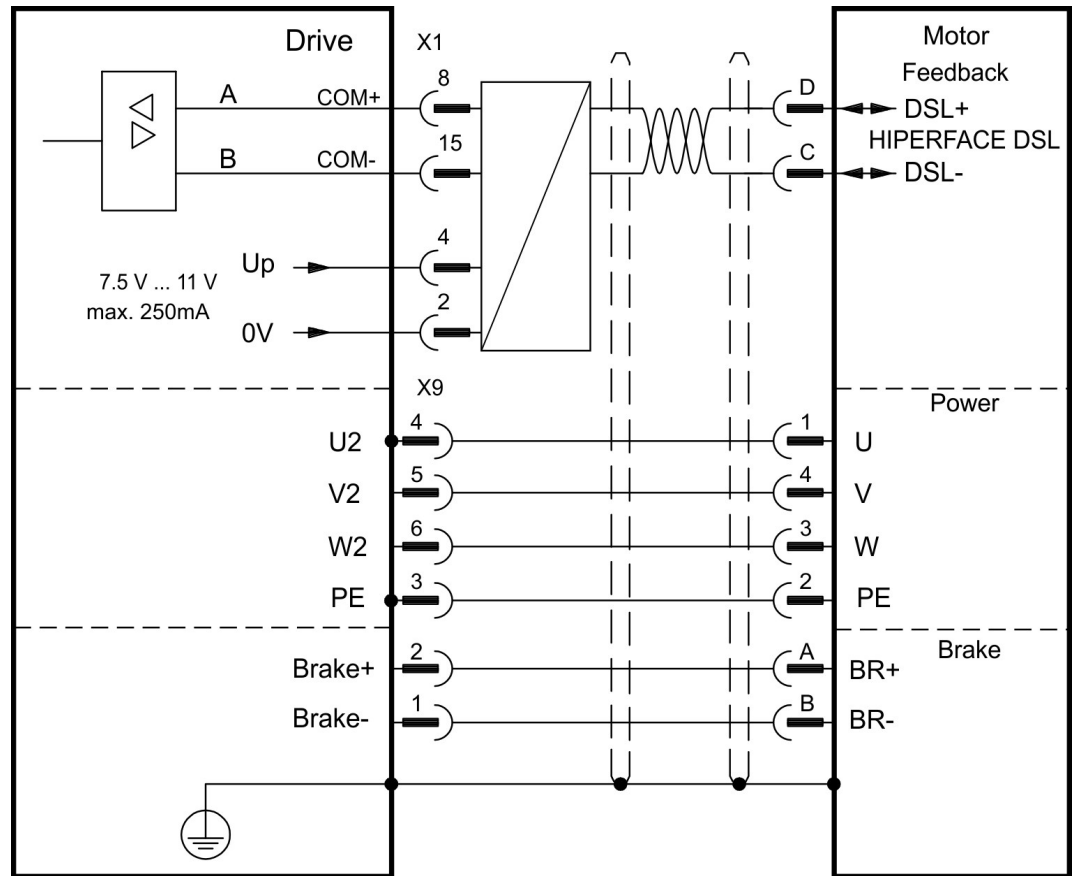 Drive
X1
Motor
Feedback
A
COM+
8
D
DSL+
HIPERFACE DSL
B
COM-
15
C
DSL-
Up
4
7.5 V ... 11 V
max. 250mA
0V
2
X9
Power
U2
4
1
U
V2
5
4
V
W2
6
3
W
PE
3
2
PE
Brake
Brake+
2
A
BR+
Brake-
1
B
BR-